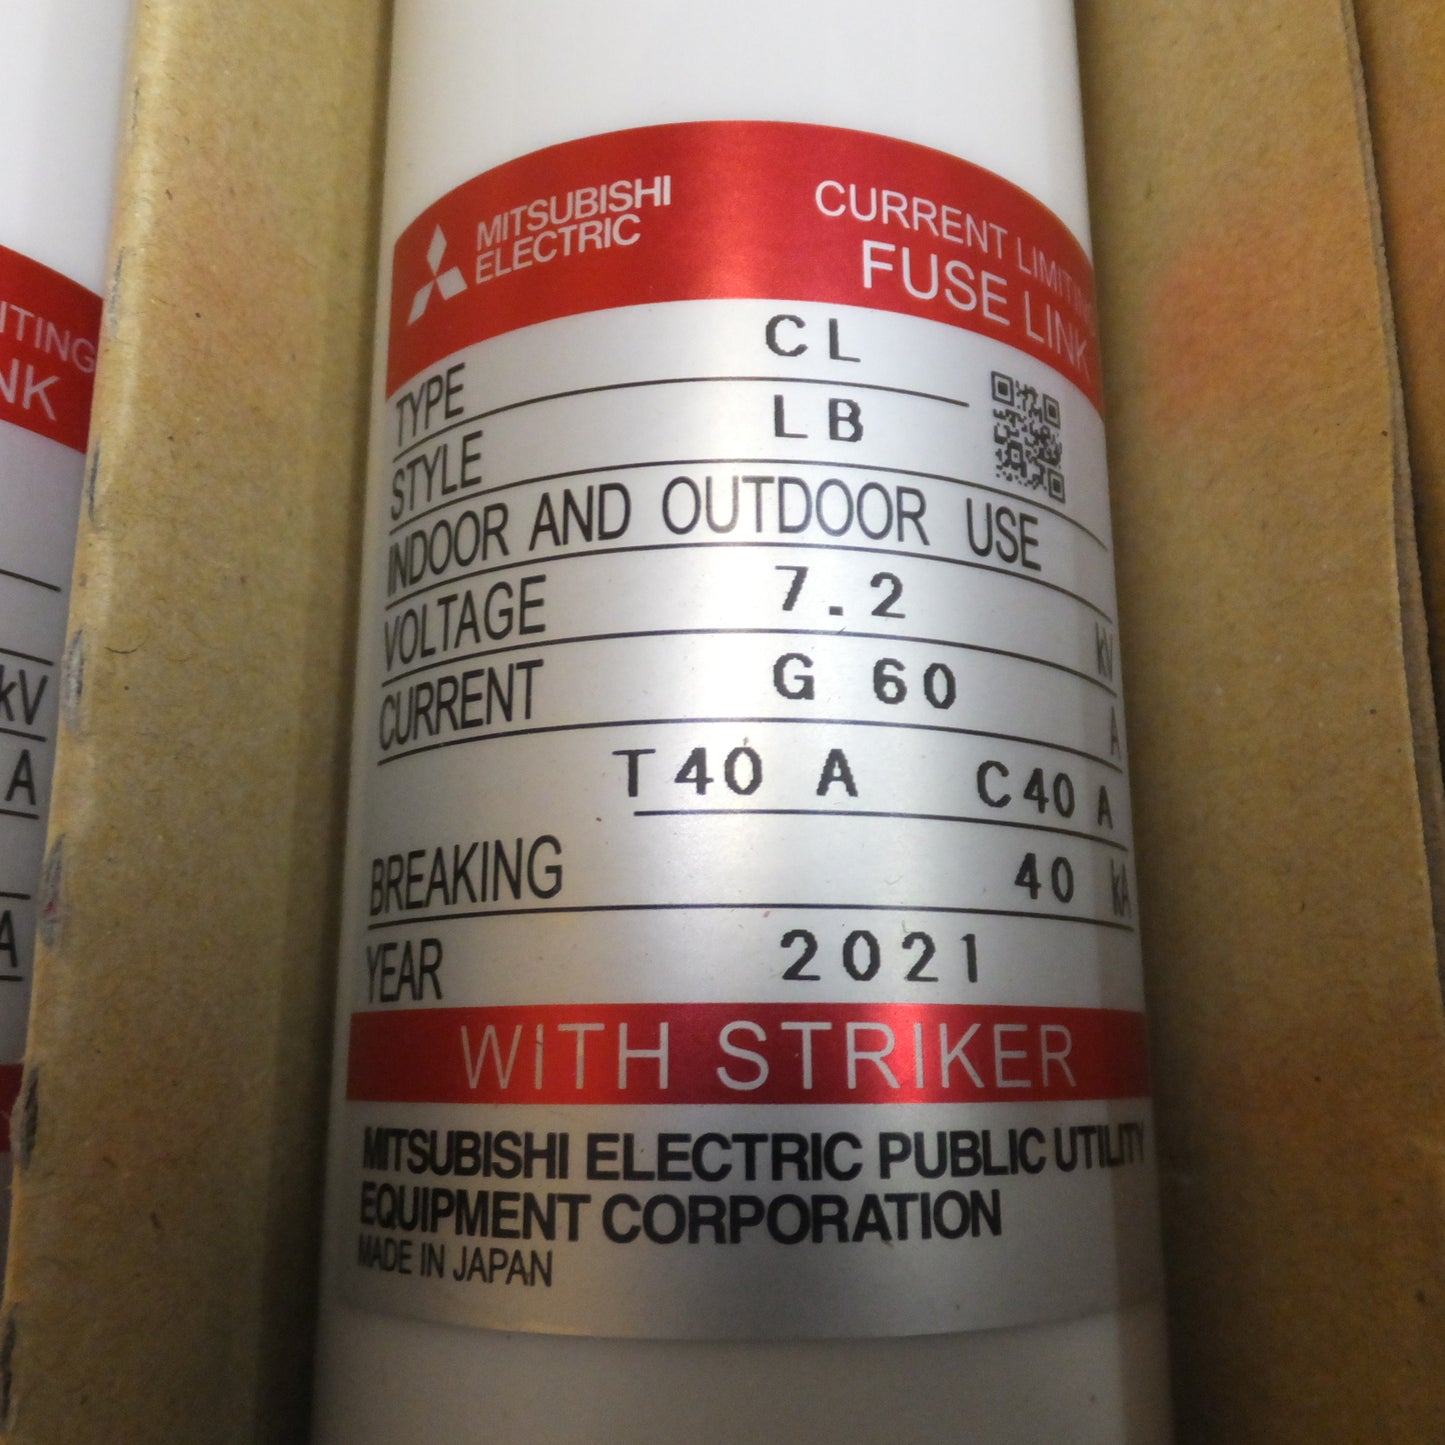 MITSUBISHI
ELECTRIC
CURRENT LIMITING
FUSE LINK
TYPE CL
STYLE LB
INDOOR AND OUTDOOR USE
VOLTAGE 7.2 kV
CURRENT G 60 A
T40 A C40 A
BREAKING 40 kA
YEAR 2021
WITH STRIKER
MITSUBISHI ELECTRIC PUBLIC UTILITY
EQUIPMENT CORPORATION
MADE IN JAPAN
kV
A
A